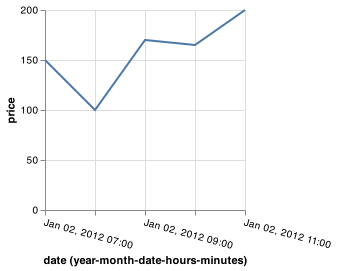 200
150
100
50
0
price
Jan 02, 2012 07:00
Jan 02, 2012 09:00
Jan 02, 2012 11:00
date (year-month-date-hours-minutes)